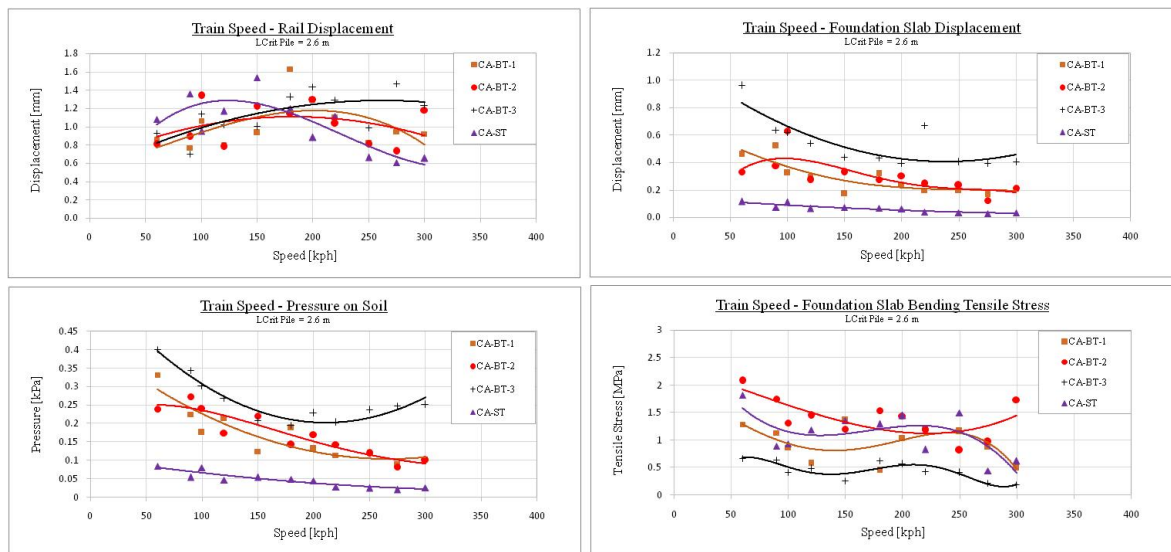 Train Speed - Rail Displacement
LCrit Pile = 2.6 m
Displacement [mm]
1.8
1.6
1.4
1.2
1.0
0.8
0.6
0.4
0.2
0.0
0
50
100
150
200
250
300
350
400
Speed [kph]
CA-BT-1
CA-BT-2
CA-BT-3
CA-ST
Train Speed - Foundation Slab Displacement
LCrit Pile = 2.6 m
Displacement [mm]
1.2
1.0
0.8
0.6
0.4
0.2
0.0
0
50
100
150
200
250
300
350
400
Speed [kph]
CA-BT-1
CA-BT-2
CA-BT-3
CA-ST
Train Speed - Pressure on Soil
LCrit Pile = 2.6 m
Pressure [kPa]
0.45
0.4
0.35
0.3
0.25
0.2
0.15
0.1
0.05
0
0
50
100
150
200
250
300
350
400
Speed [kph]
CA-BT-1
CA-BT-2
CA-BT-3
CA-ST
Train Speed - Foundation Slab Bending Tensile Stress
LCrit Pile = 2.6 m
Tensile Stress [MPa]
3
2.5
2
1.5
1
0.5
0
0
50
100
150
200
250
300
350
400
Speed [kph]
CA-BT-1
CA-BT-2
CA-BT-3
CA-ST